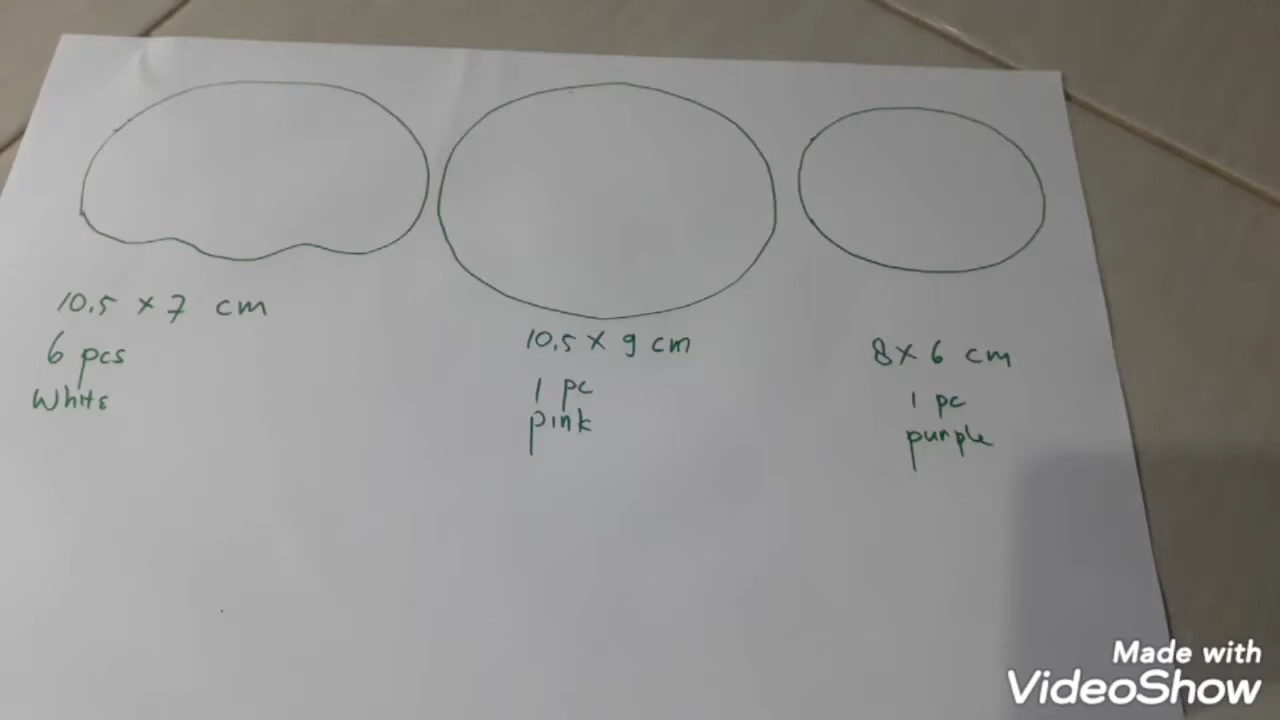 10.5 x 7 cm
6 pcs
White
10.5 x 9 cm
1 pc
pink
8 x 6 cm
1 pc
purple
Made with
VideoShow